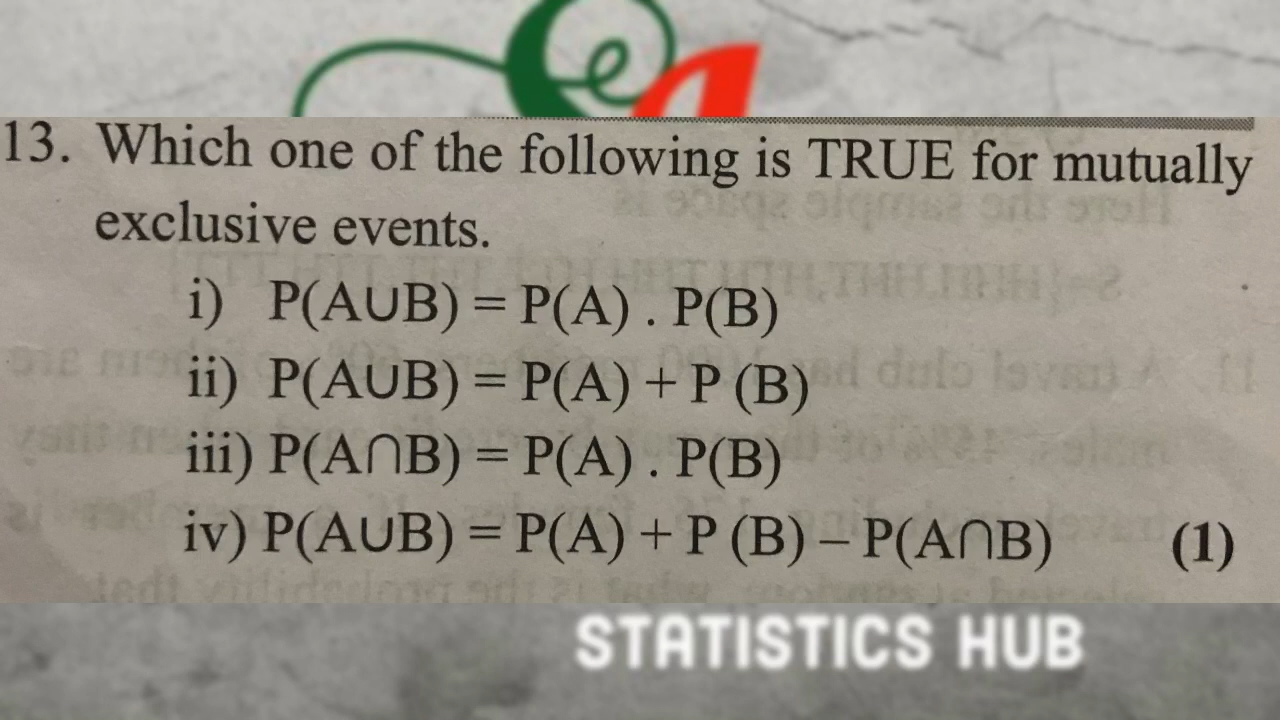 13. Which one of the following is TRUE for mutually
exclusive events.
i) P(A∪B) = P(A) . P(B)
ii) P(A∪B) = P(A) + P (B)
iii) P(A∩B) = P(A) . P(B)
iv) P(A∪B) = P(A) + P (B) – P(A∩B) (1)
STATISTICS HUB